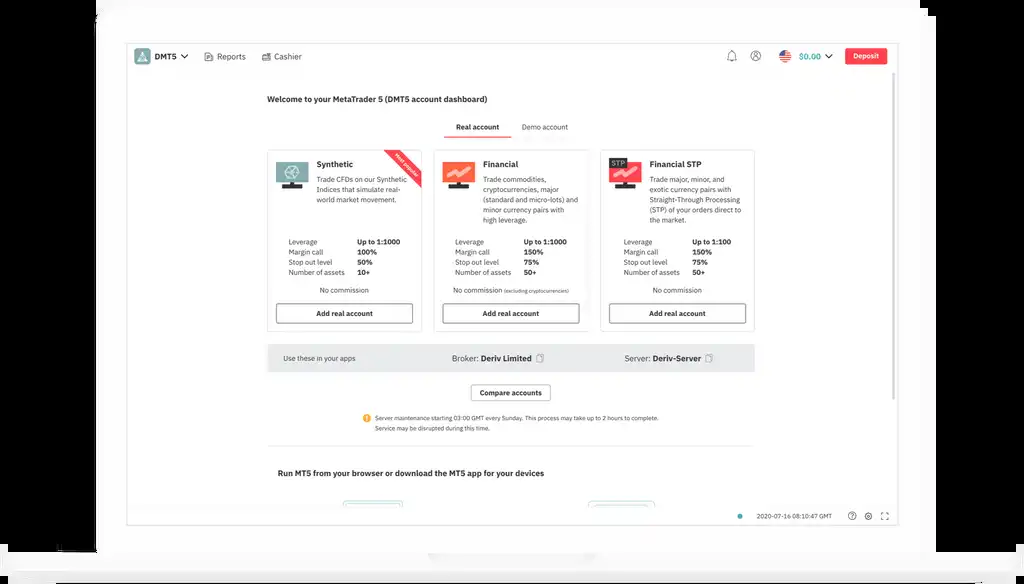 DMT5
Reports
Cashier
$0.00
Deposit
Welcome to your MetaTrader 5 (DMT5 account dashboard)
Real account
Demo account
Most popular
Synthetic
Trade CFDs on our Synthetic
Indices that simulate real-
world market movement.
Leverage Up to 1:1000
Margin call 100%
Stop out level 50%
Number of assets 10+
No commission
Add real account
Financial
Trade commodities,
cryptocurrencies, major
(standard and micro-lots) and
minor currency pairs with
high leverage.
Leverage Up to 1:1000
Margin call 150%
Stop out level 75%
Number of assets 50+
No commission (excluding cryptocurrencies)
Add real account
STP
Financial STP
Trade major, minor, and
exotic currency pairs with
Straight-Through Processing
(STP) of your orders direct to
the market.
Leverage Up to 1:100
Margin call 150%
Stop out level 75%
Number of assets 50+
No commission
Add real account
Use these in your apps
Broker: Deriv Limited
Server: Deriv-Server
Compare accounts
Server maintenance starting 03:00 GMT every Sunday. This process may take up to 2 hours to complete.
Service may be disrupted during this time.
Run MT5 from your browser or download the MT5 app for your devices
2020-07-16 08:10:47 GMT